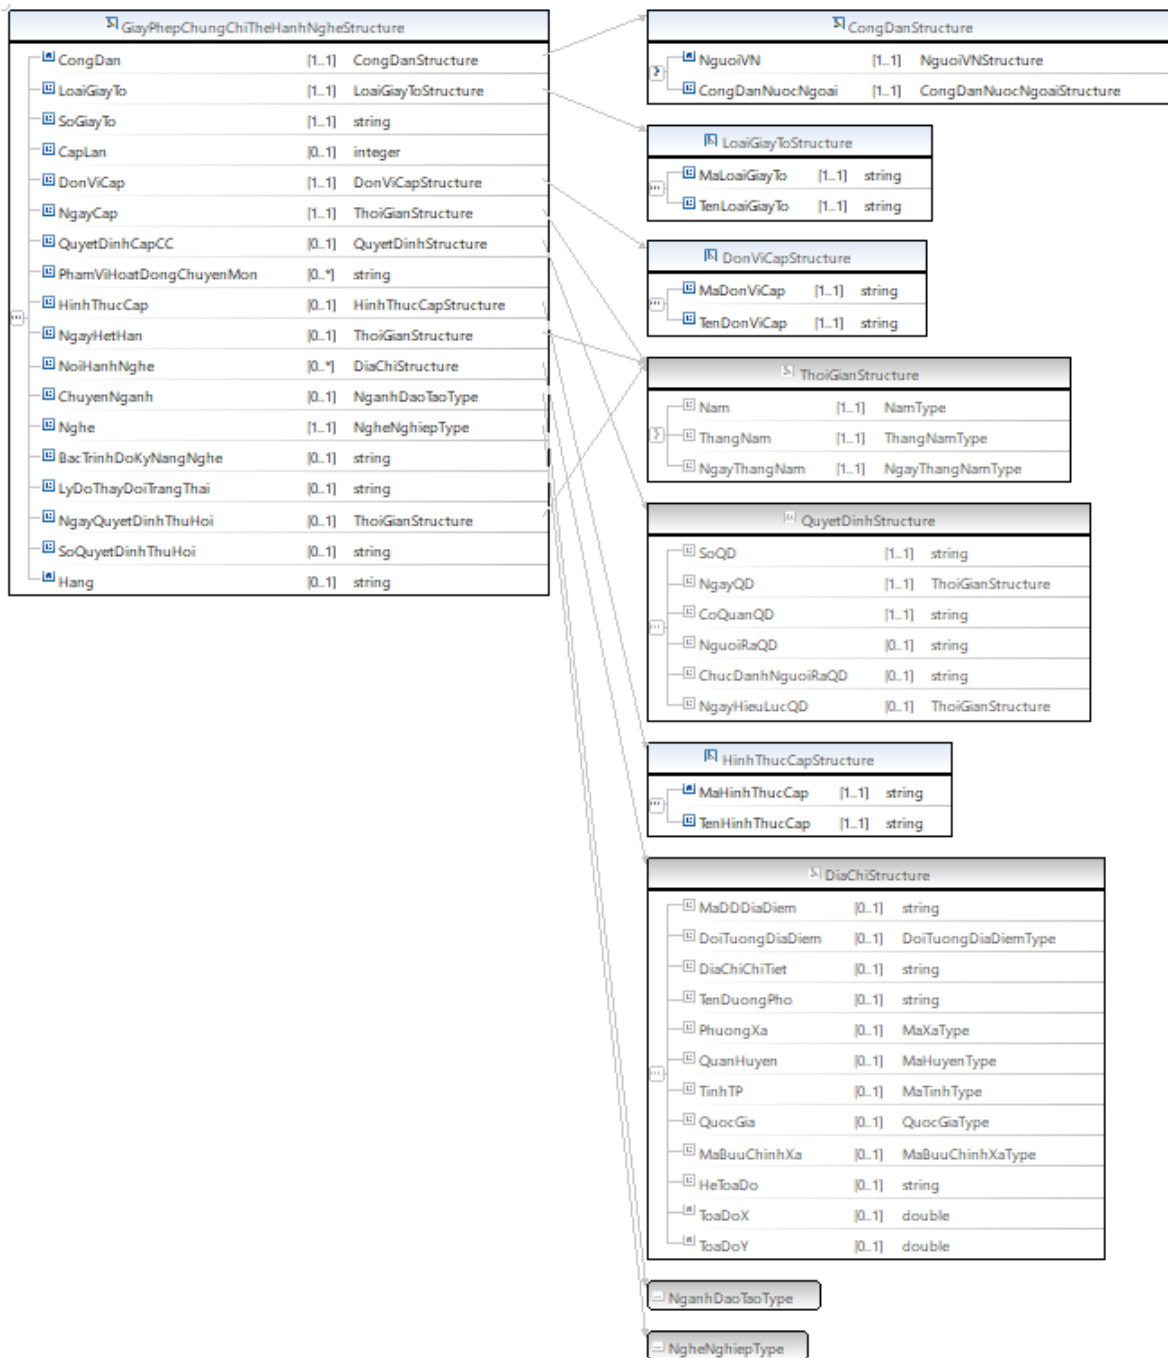 GiayPhepChungChiTheHanhNgheStructure
CongDan [1..1] CongDanStructure
LoaiGiayTo [1..1] LoaiGiayToStructure
SoGiayTo [1..1] string
CapLan [0..1] integer
DonViCap [1..1] DonViCapStructure
NgayCap [1..1] ThoiGianStructure
QuyetDinhCapCC [0..1] QuyetDinhStructure
PhamViHoatDongChuyenMon [0..*] string
HinhThucCap [0..1] HinhThucCapStructure
NgayHetHan [0..1] ThoiGianStructure
NoiHanhNghe [0..*] DiaChiStructure
ChuyenNganh [0..1] NganhDaoTaoType
Nghe [1..1] NgheNghiepType
BacTrinhDoKyNangNghe [0..1] string
LyDoThayDoiTrangThai [0..1] string
NgayQuyetDinhThuHoi [0..1] ThoiGianStructure
SoQuyetDinhThuHoi [0..1] string
Hang [0..1] string
CongDanStructure
NguoiVN [1..1] NguoiVNStructure
CongDanNuocNgoai [1..1] CongDanNuocNgoaiStructure
LoaiGiayToStructure
MaLoaiGiayTo [1..1] string
TenLoaiGiayTo [1..1] string
DonViCapStructure
MaDonViCap [1..1] string
TenDonViCap [1..1] string
ThoiGianStructure
Nam [1..1] NamType
ThangNam [1..1] ThangNamType
NgayThangNam [1..1] NgayThangNamType
QuyetDinhStructure
SoQD [1..1] string
NgayQD [1..1] ThoiGianStructure
CoQuanQD [1..1] string
NguoiRaQD [0..1] string
ChucDanhNguoiRaQD [0..1] string
NgayHieuLucQD [0..1] ThoiGianStructure
HinhThucCapStructure
MaHinhThucCap [1..1] string
TenHinhThucCap [1..1] string
DiaChiStructure
MaDDDiaDiem [0..1] string
DoiTuongDiaDiem [0..1] DoiTuongDiaDiemType
DiaChiChiTiet [0..1] string
TenDuongPho [0..1] string
PhuongXa [0..1] MaXaType
QuanHuyen [0..1] MaHuyenType
TinhTP [0..1] MaTinhType
QuocGia [0..1] QuocGiaType
MaBuuChinhXa [0..1] MaBuuChinhXaType
HeToaDo [0..1] string
ToaDoX [0..1] double
ToaDoY [0..1] double
NganhDaoTaoType
NgheNghiepType